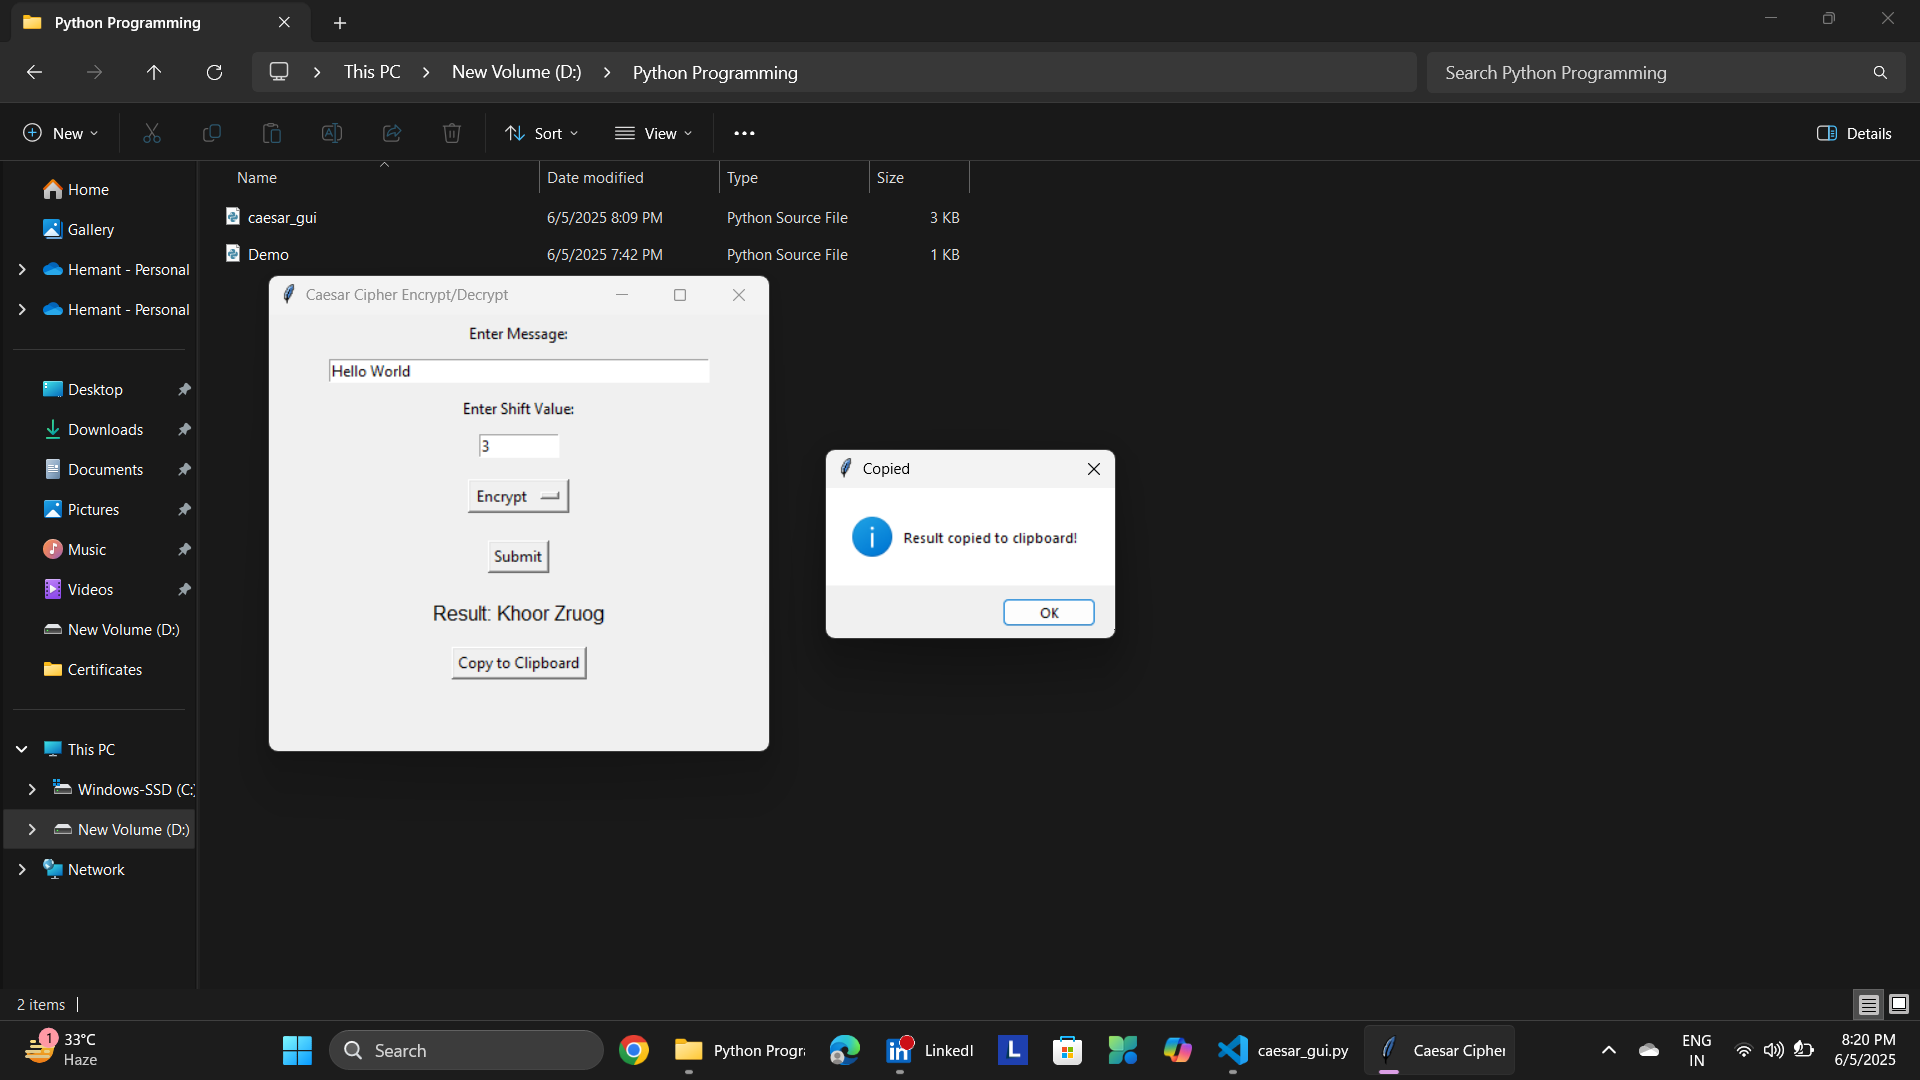 Python Programming
This PC > New Volume (D:) > Python Programming
Search Python Programming
New
Sort
View
Details
Name Date modified Type Size
caesar_gui 6/5/2025 8:09 PM Python Source File 3 KB
Demo 6/5/2025 7:42 PM Python Source File 1 KB
Home
Gallery
Hemant - Personal
Hemant - Personal
Desktop
Downloads
Documents
Pictures
Music
Videos
New Volume (D:)
Certificates
This PC
Windows-SSD (C:)
New Volume (D:)
Network
Caesar Cipher Encrypt/Decrypt
Enter Message:
Hello World
Enter Shift Value:
3
Encrypt
Submit
Result: Khoor Zruog
Copy to Clipboard
Copied
i
Result copied to clipboard!
OK
2 items
1
33°C
Haze
Search
Python Progra
in
LinkedI
L
caesar_gui.py
Caesar Cipher
ENG
IN
8:20 PM
6/5/2025